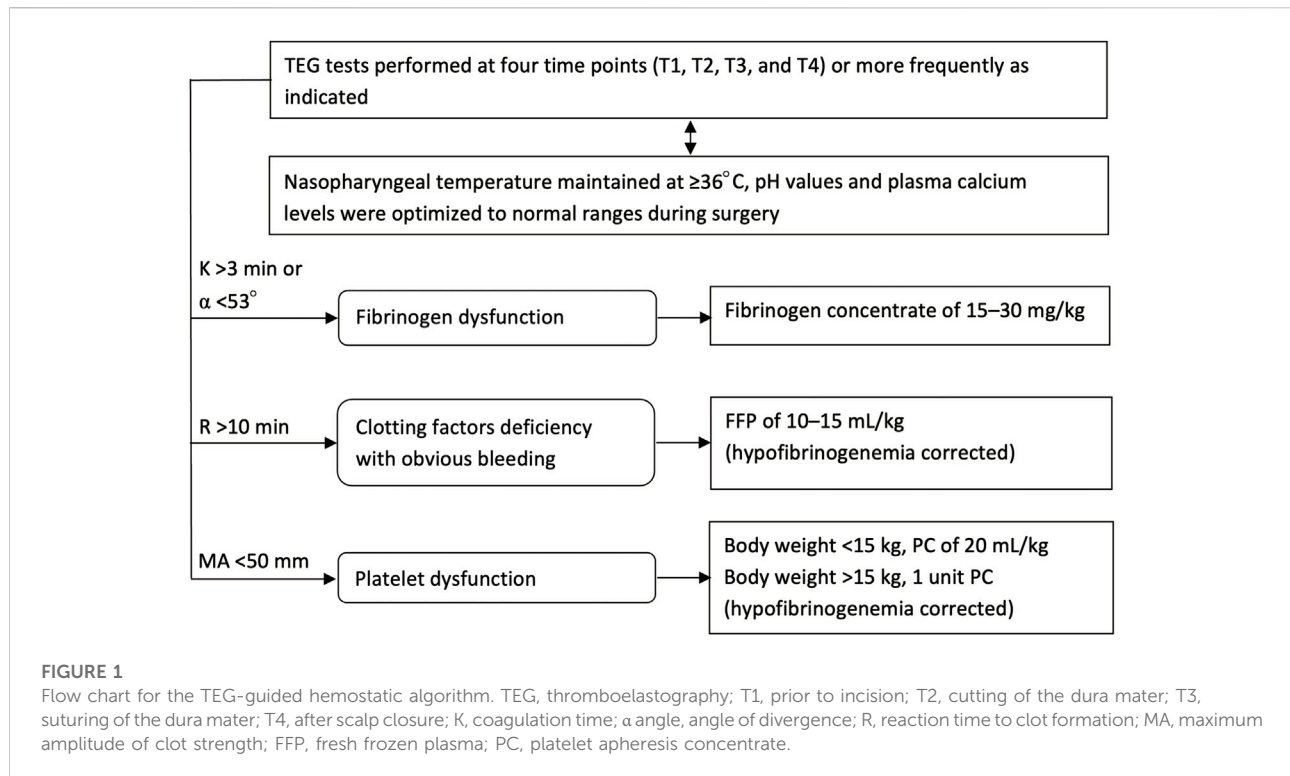 TEG tests performed at four time points (T1, T2, T3, and T4) or more frequently as
indicated
Nasopharyngeal temperature maintained at ≥36°C, pH values and plasma calcium
levels were optimized to normal ranges during surgery
K >3 min or
α <53°
Fibrinogen dysfunction
Fibrinogen concentrate of 15–30 mg/kg
R >10 min
Clotting factors deficiency
with obvious bleeding
FFP of 10–15 mL/kg
(hypofibrinogenemia corrected)
MA <50 mm
Platelet dysfunction
Body weight <15 kg, PC of 20 mL/kg
Body weight >15 kg, 1 unit PC
(hypofibrinogenemia corrected)
FIGURE 1
Flow chart for the TEG-guided hemostatic algorithm. TEG, thromboelastography; T1, prior to incision; T2, cutting of the dura mater; T3,
suturing of the dura mater; T4, after scalp closure; K, coagulation time; α angle, angle of divergence; R, reaction time to clot formation; MA, maximum
amplitude of clot strength; FFP, fresh frozen plasma; PC, platelet apheresis concentrate.